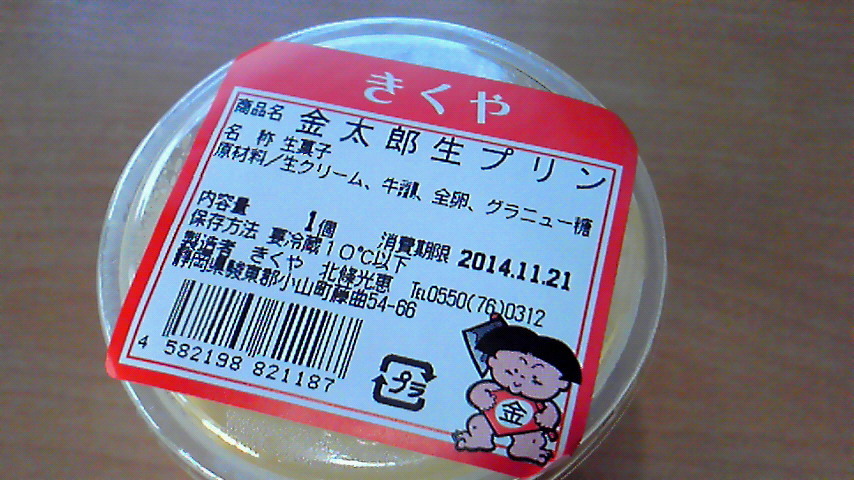 きくや
商品名 金太郎生プリン
名 称 生菓子
原材料/生クリーム、牛乳、全卵、グラニュー糖
内容量 1個 消費期限 2014.11.21
保存方法 要冷蔵10℃以下
製造者 きくや 北條光恵 TEL0550(76)0312
静岡県駿東郡小山町藤曲54-66
4 582198 821187
プラ
金